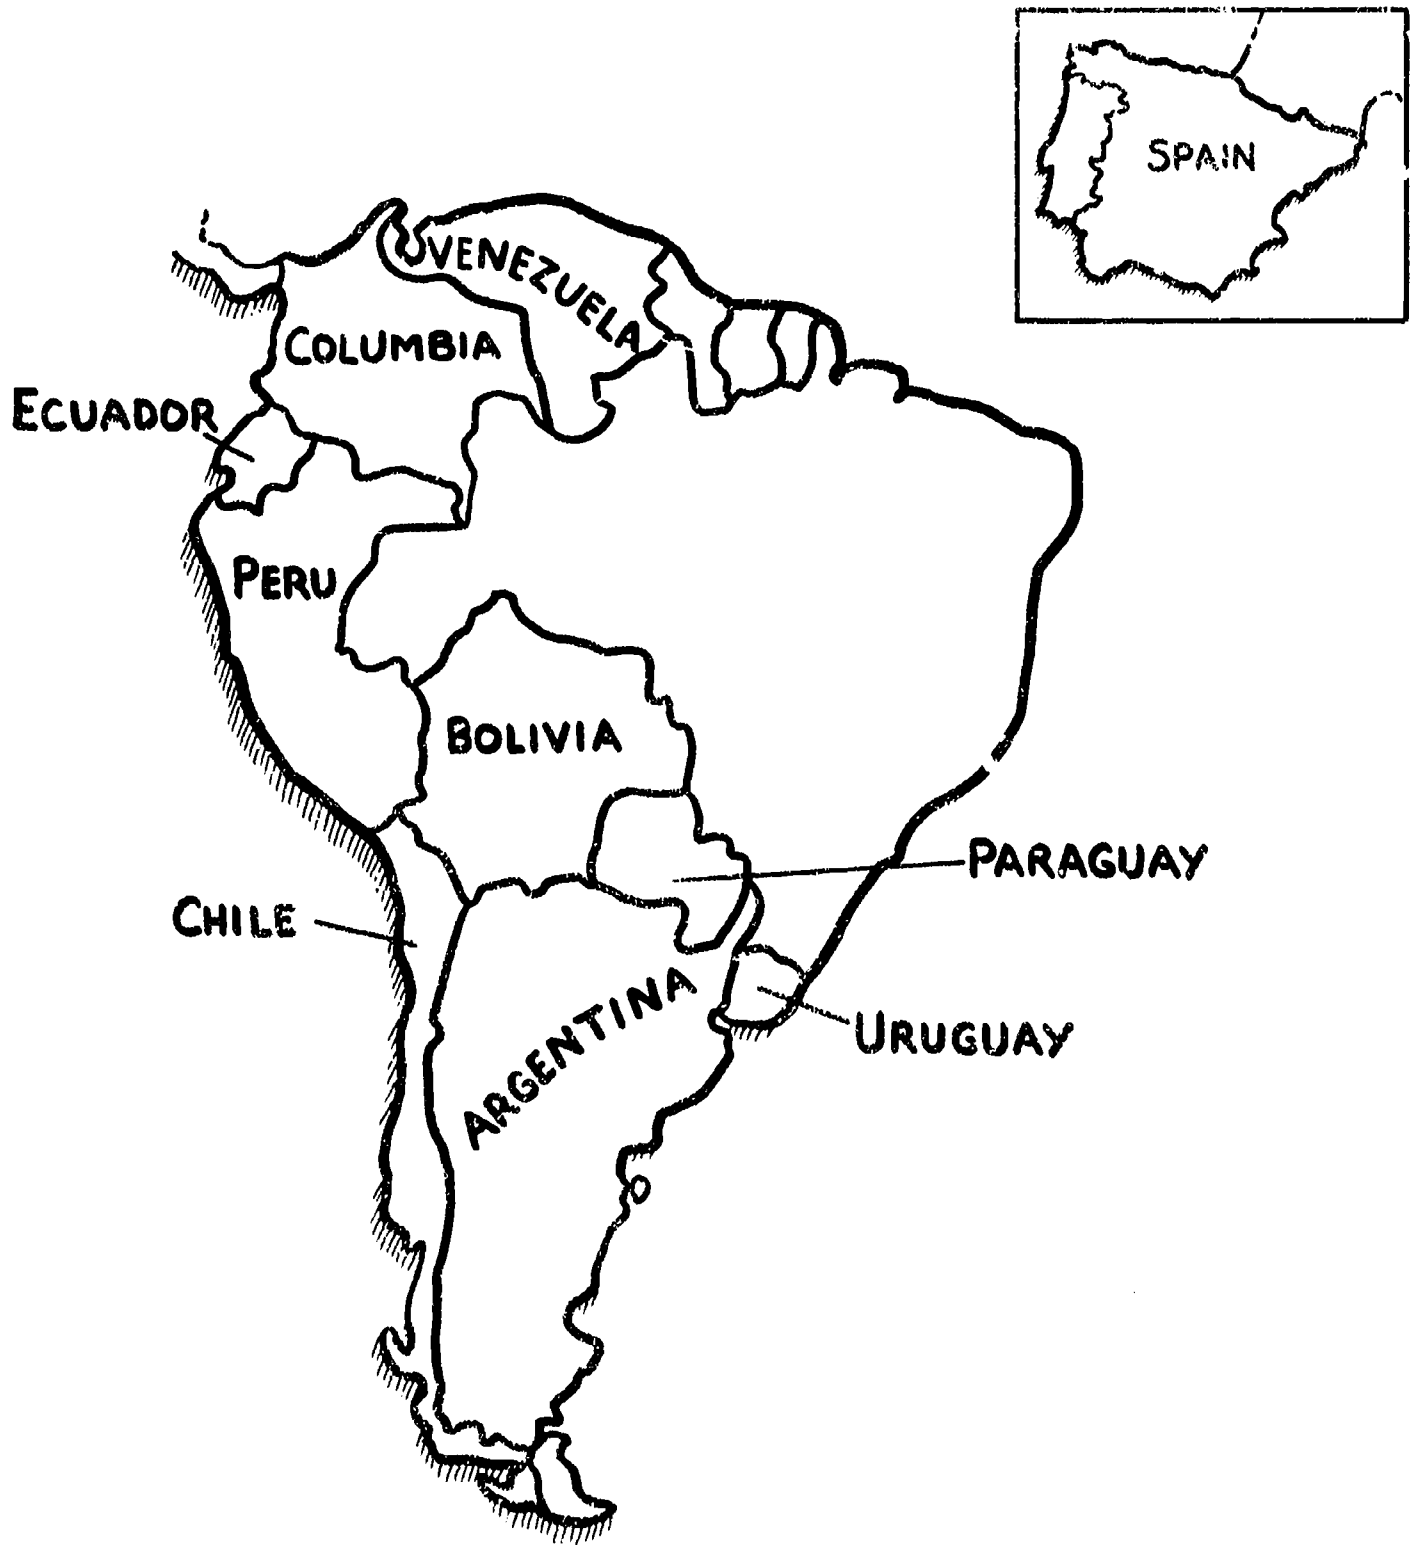 SPAIN
VENEZUELA
COLUMBIA
ECUADOR
PERU
BOLIVIA
PARAGUAY
CHILE
ARGENTINA
URUGUAY